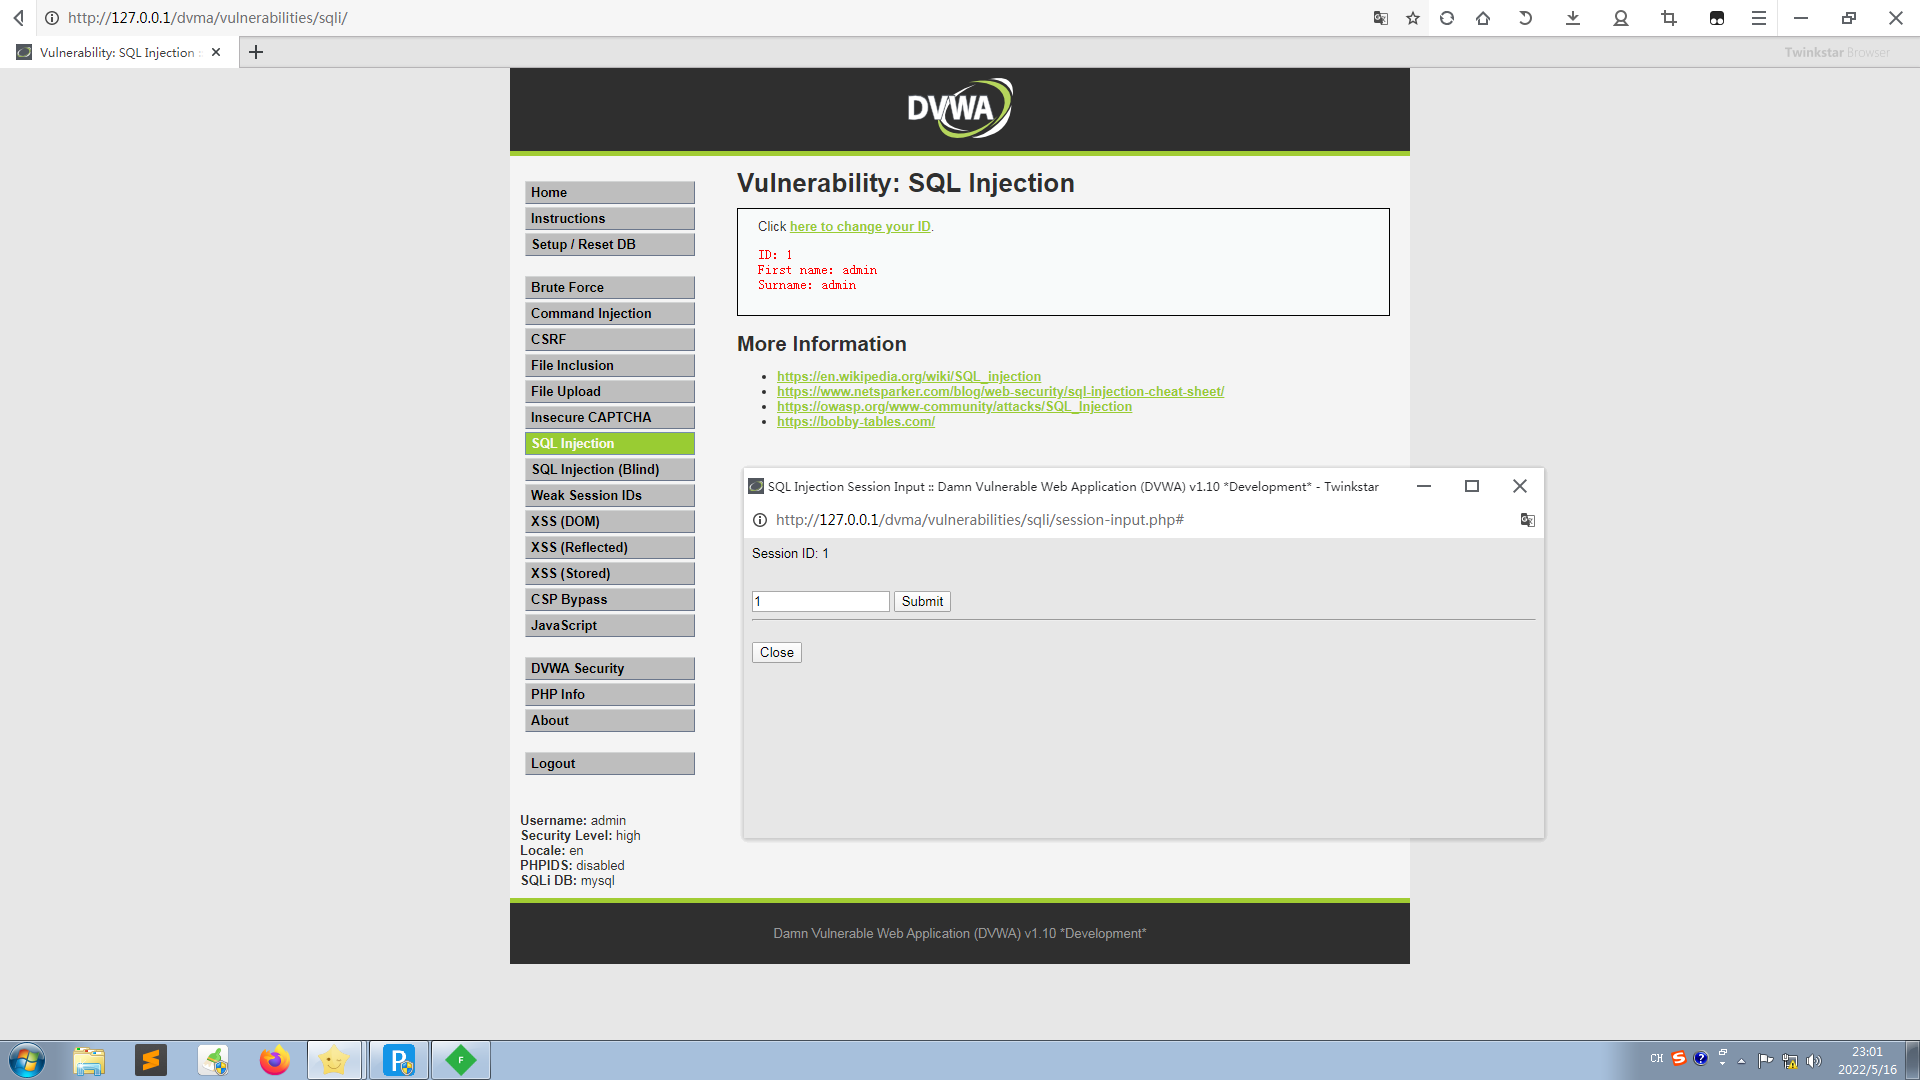 http://127.0.0.1/dvma/vulnerabilities/sqli/
Vulnerability: SQL Injection :
Twinkstar Browser
DVWA
Home
Instructions
Setup / Reset DB
Brute Force
Command Injection
CSRF
File Inclusion
File Upload
Insecure CAPTCHA
SQL Injection
SQL Injection (Blind)
Weak Session IDs
XSS (DOM)
XSS (Reflected)
XSS (Stored)
CSP Bypass
JavaScript
DVWA Security
PHP Info
About
Logout
Username: admin
Security Level: high
Locale: en
PHPIDS: disabled
SQLi DB: mysql
Vulnerability: SQL Injection
Click here to change your ID.
ID: 1
First name: admin
Surname: admin
More Information
https://en.wikipedia.org/wiki/SQL_injection
https://www.netsparker.com/blog/web-security/sql-injection-cheat-sheet/
https://owasp.org/www-community/attacks/SQL_Injection
https://bobby-tables.com/
SQL Injection Session Input :: Damn Vulnerable Web Application (DVWA) v1.10 *Development* - Twinkstar
http://127.0.0.1/dvma/vulnerabilities/sqli/session-input.php#
Session ID: 1
1
Submit
Close
Damn Vulnerable Web Application (DVWA) v1.10 *Development*
CH
23:01
2022/5/16